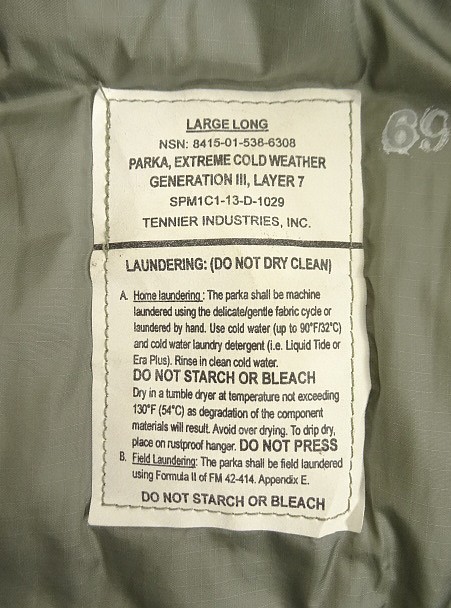 LARGE LONG
NSN: 8415-01-538-6308
PARKA, EXTREME COLD WEATHER
GENERATION III, LAYER 7
SPM1C1-13-D-1029
TENNIER INDUSTRIES, INC.
LAUNDERING: (DO NOT DRY CLEAN)
A. Home laundering: The parka shall be machine
laundered using the delicate/gentle fabric cycle or
laundered by hand. Use cold water (up to 90°F/32°C)
and cold water laundry detergent (i.e. Liquid Tide or
Era Plus). Rinse in clean cold water.
DO NOT STARCH OR BLEACH
Dry in a tumble dryer at temperature not exceeding
130°F (54°C) as degradation of the component
materials will result. Avoid over drying. To drip dry,
place on rustproof hanger. DO NOT PRESS
B. Field Laundering: The parka shall be field laundered
using Formula II of FM 42-414. Appendix E.
DO NOT STARCH OR BLEACH
69